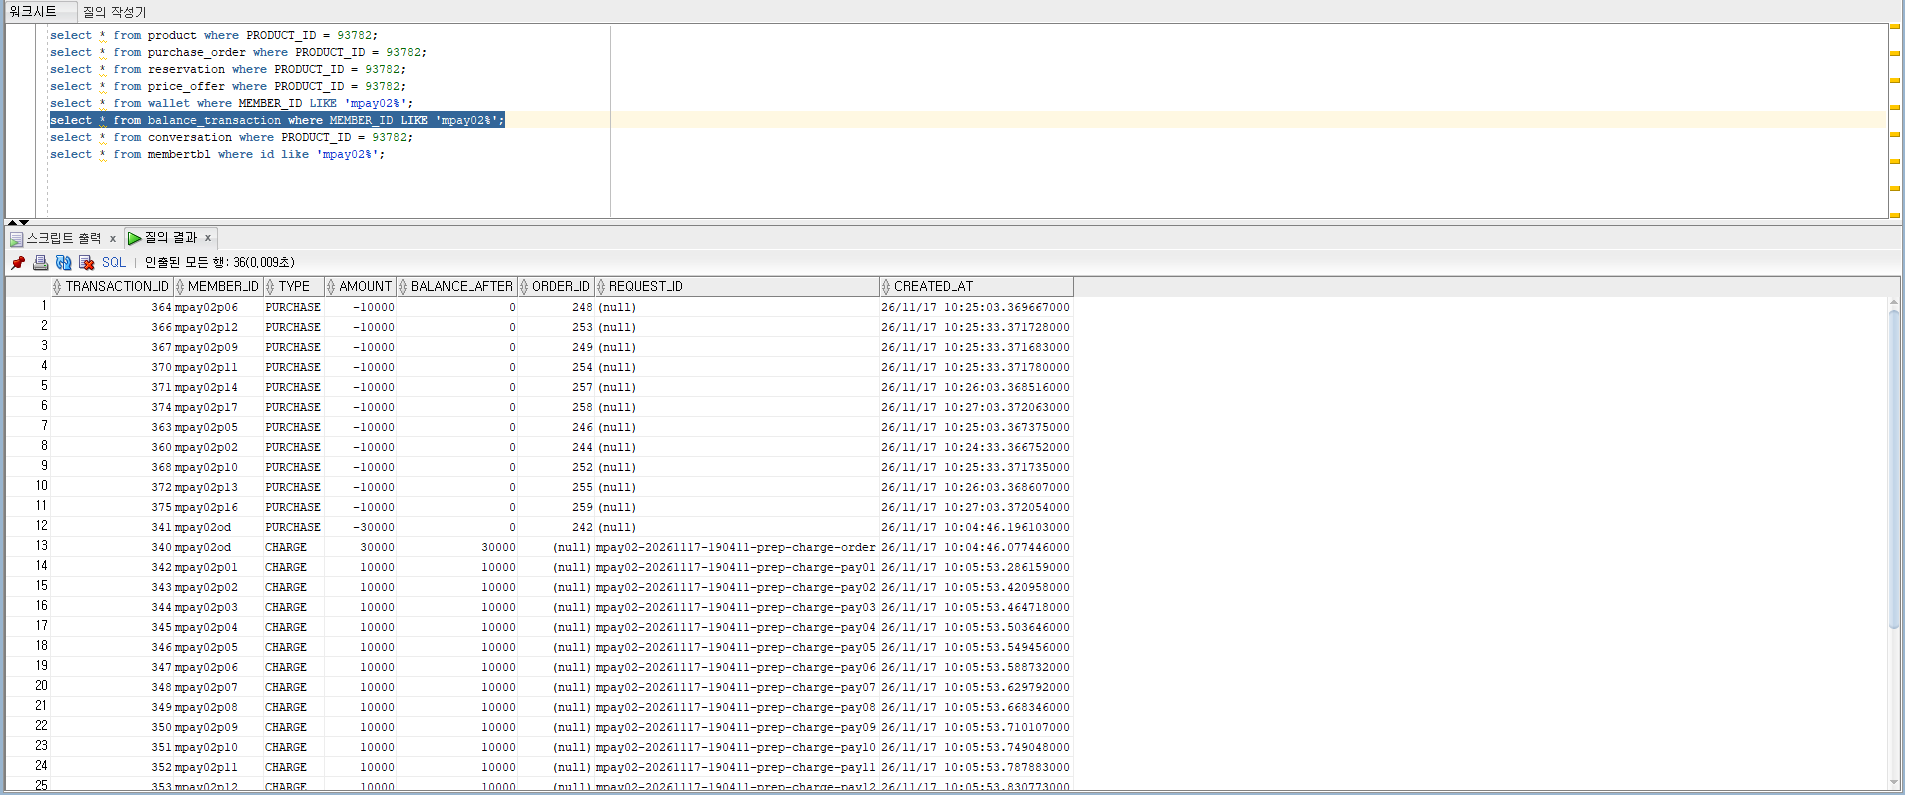 워크시트 질의 작성기
select * from product where PRODUCT_ID = 93782;
select * from purchase_order where PRODUCT_ID = 93782;
select * from reservation where PRODUCT_ID = 93782;
select * from price_offer where PRODUCT_ID = 93782;
select * from wallet where MEMBER_ID LIKE 'mpay02%';
select * from balance_transaction where MEMBER_ID LIKE 'mpay02%';
select * from conversation where PRODUCT_ID = 93782;
select * from membertbl where id like 'mpay02%';
스크립트 출력 x 질의 결과 x
SQL | 인출된 모든 행: 36(0,009초)
TRANSACTION_ID MEMBER_ID TYPE AMOUNT BALANCE_AFTER ORDER_ID REQUEST_ID CREATED_AT
1 364 mpay02p06 PURCHASE -10000 0 248 (null) 26/11/17 10:25:03.369667000
2 366 mpay02p12 PURCHASE -10000 0 253 (null) 26/11/17 10:25:33.371728000
3 367 mpay02p09 PURCHASE -10000 0 249 (null) 26/11/17 10:25:33.371683000
4 370 mpay02p11 PURCHASE -10000 0 254 (null) 26/11/17 10:25:33.371780000
5 371 mpay02p14 PURCHASE -10000 0 257 (null) 26/11/17 10:26:03.368516000
6 374 mpay02p17 PURCHASE -10000 0 258 (null) 26/11/17 10:27:03.372063000
7 363 mpay02p05 PURCHASE -10000 0 246 (null) 26/11/17 10:25:03.367375000
8 360 mpay02p02 PURCHASE -10000 0 244 (null) 26/11/17 10:24:33.366752000
9 368 mpay02p10 PURCHASE -10000 0 252 (null) 26/11/17 10:25:33.371735000
10 372 mpay02p13 PURCHASE -10000 0 255 (null) 26/11/17 10:26:03.368607000
11 375 mpay02p16 PURCHASE -10000 0 259 (null) 26/11/17 10:27:03.372054000
12 341 mpay02od PURCHASE -30000 0 242 (null) 26/11/17 10:04:46.196103000
13 340 mpay02od CHARGE 30000 30000 (null) mpay02-20261117-190411-prep-charge-order 26/11/17 10:04:46.077446000
14 342 mpay02p01 CHARGE 10000 10000 (null) mpay02-20261117-190411-prep-charge-pay01 26/11/17 10:05:53.286159000
15 343 mpay02p02 CHARGE 10000 10000 (null) mpay02-20261117-190411-prep-charge-pay02 26/11/17 10:05:53.420958000
16 344 mpay02p03 CHARGE 10000 10000 (null) mpay02-20261117-190411-prep-charge-pay03 26/11/17 10:05:53.464718000
17 345 mpay02p04 CHARGE 10000 10000 (null) mpay02-20261117-190411-prep-charge-pay04 26/11/17 10:05:53.503646000
18 346 mpay02p05 CHARGE 10000 10000 (null) mpay02-20261117-190411-prep-charge-pay05 26/11/17 10:05:53.549456000
19 347 mpay02p06 CHARGE 10000 10000 (null) mpay02-20261117-190411-prep-charge-pay06 26/11/17 10:05:53.588732000
20 348 mpay02p07 CHARGE 10000 10000 (null) mpay02-20261117-190411-prep-charge-pay07 26/11/17 10:05:53.629792000
21 349 mpay02p08 CHARGE 10000 10000 (null) mpay02-20261117-190411-prep-charge-pay08 26/11/17 10:05:53.668346000
22 350 mpay02p09 CHARGE 10000 10000 (null) mpay02-20261117-190411-prep-charge-pay09 26/11/17 10:05:53.710107000
23 351 mpay02p10 CHARGE 10000 10000 (null) mpay02-20261117-190411-prep-charge-pay10 26/11/17 10:05:53.749048000
24 352 mpay02p11 CHARGE 10000 10000 (null) mpay02-20261117-190411-prep-charge-pay11 26/11/17 10:05:53.787883000
25 353 mpay02p12 CHARGE 10000 10000 (null) mpay02-20261117-190411-prep-charge-pay12 26/11/17 10:05:53.830773000